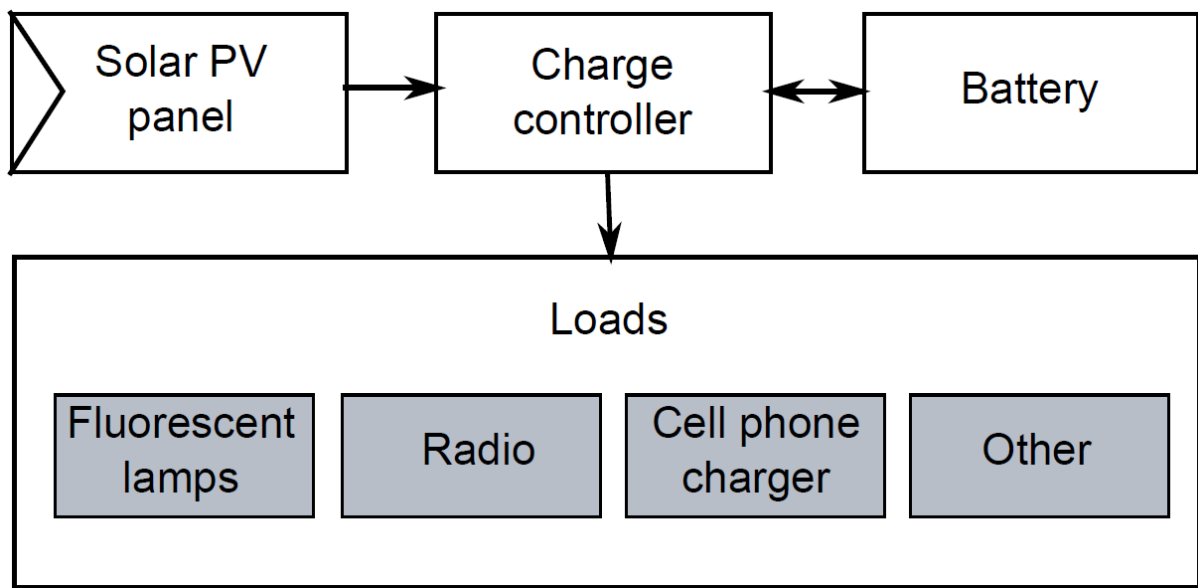 Solar PV
panel
Charge
controller
Battery
Loads
Fluorescent
lamps
Radio
Cell phone
charger
Other